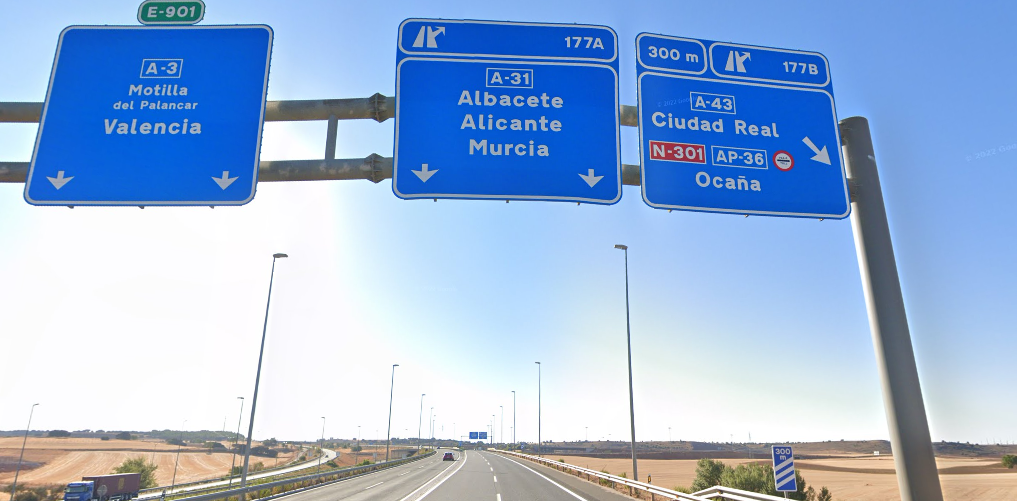 E-901
A-3
Motilla
del Palancar
Valencia
177A
A-31
Albacete
Alicante
Murcia
300 m
177B
A-43
Ciudad Real
N-301 AP-36
Ocaña
300
m